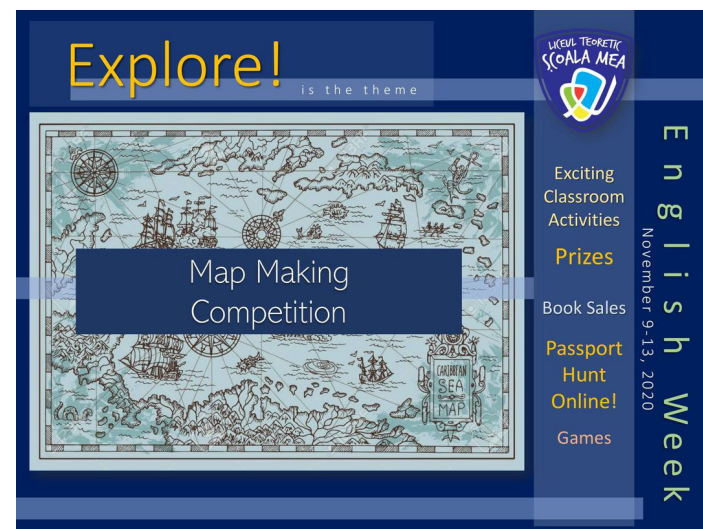 Explore!
is the theme
LICEUL TEORETIC
ȘCOALA MEA
Map Making
Competition
CARIBBEAN
SEA
MAP
Exciting
Classroom
Activities
Prizes
Book Sales
Passport
Hunt
Online!
Games
November 9-13, 2020
English Week